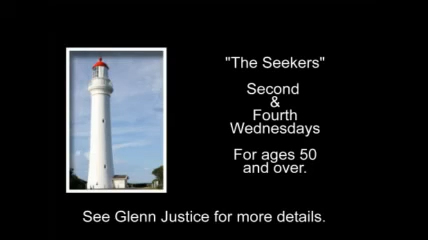 "The Seekers"
Second
&
Fourth
Wednesdays
For ages 50
and over.
See Glenn Justice for more details.